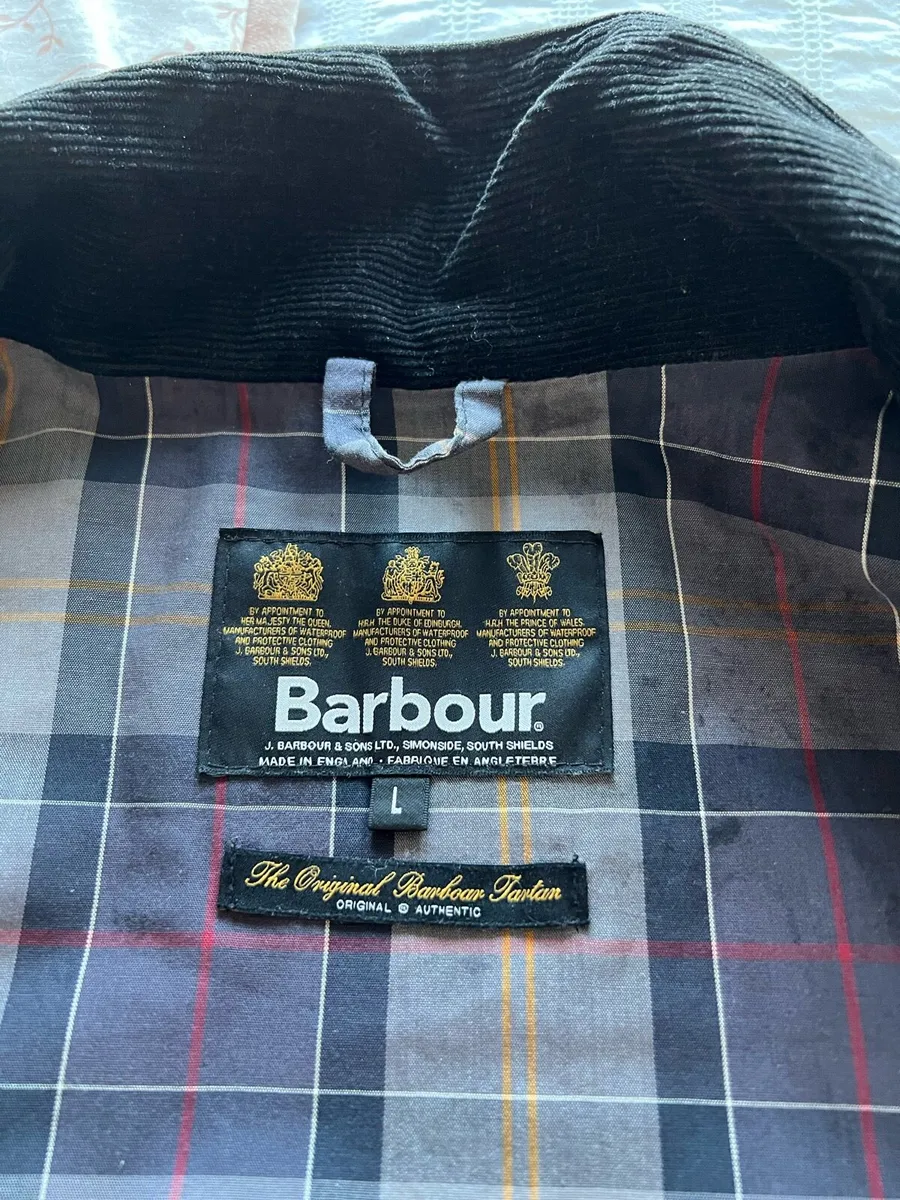 BY APPOINTMENT TO
HER MAJESTY THE QUEEN.
MANUFACTURERS OF WATERPROOF
AND PROTECTIVE CLOTHING
J. BARBOUR & SONS LTD.,
SOUTH SHIELDS.
BY APPOINTMENT TO
H.R.H THE DUKE OF EDINBURGH.
MANUFACTURERS OF WATERPROOF
AND PROTECTIVE CLOTHING
J. BARBOUR & SONS LTD.,
SOUTH SHIELDS.
BY APPOINTMENT TO
H.R.H THE PRINCE OF WALES.
MANUFACTURERS OF WATERPROOF
AND PROTECTIVE CLOTHING
J. BARBOUR & SONS LTD.,
SOUTH SHIELDS.
Barbour®
J. BARBOUR & SONS LTD., SIMONSIDE, SOUTH SHIELDS
MADE IN ENGLAND · FABRIQUE EN ANGLETERRE
L
The Original Barbour Tartan
ORIGINAL ® AUTHENTIC